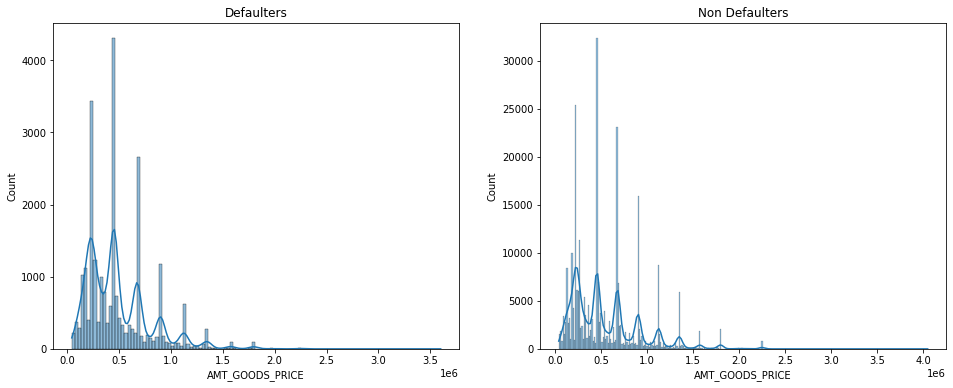 Defaulters
Count
4000
3000
2000
1000
0
0.0 0.5 1.0 1.5 2.0 2.5 3.0 3.5
1e6
AMT_GOODS_PRICE
Non Defaulters
Count
30000
25000
20000
15000
10000
5000
0
0.0 0.5 1.0 1.5 2.0 2.5 3.0 3.5 4.0
1e6
AMT_GOODS_PRICE